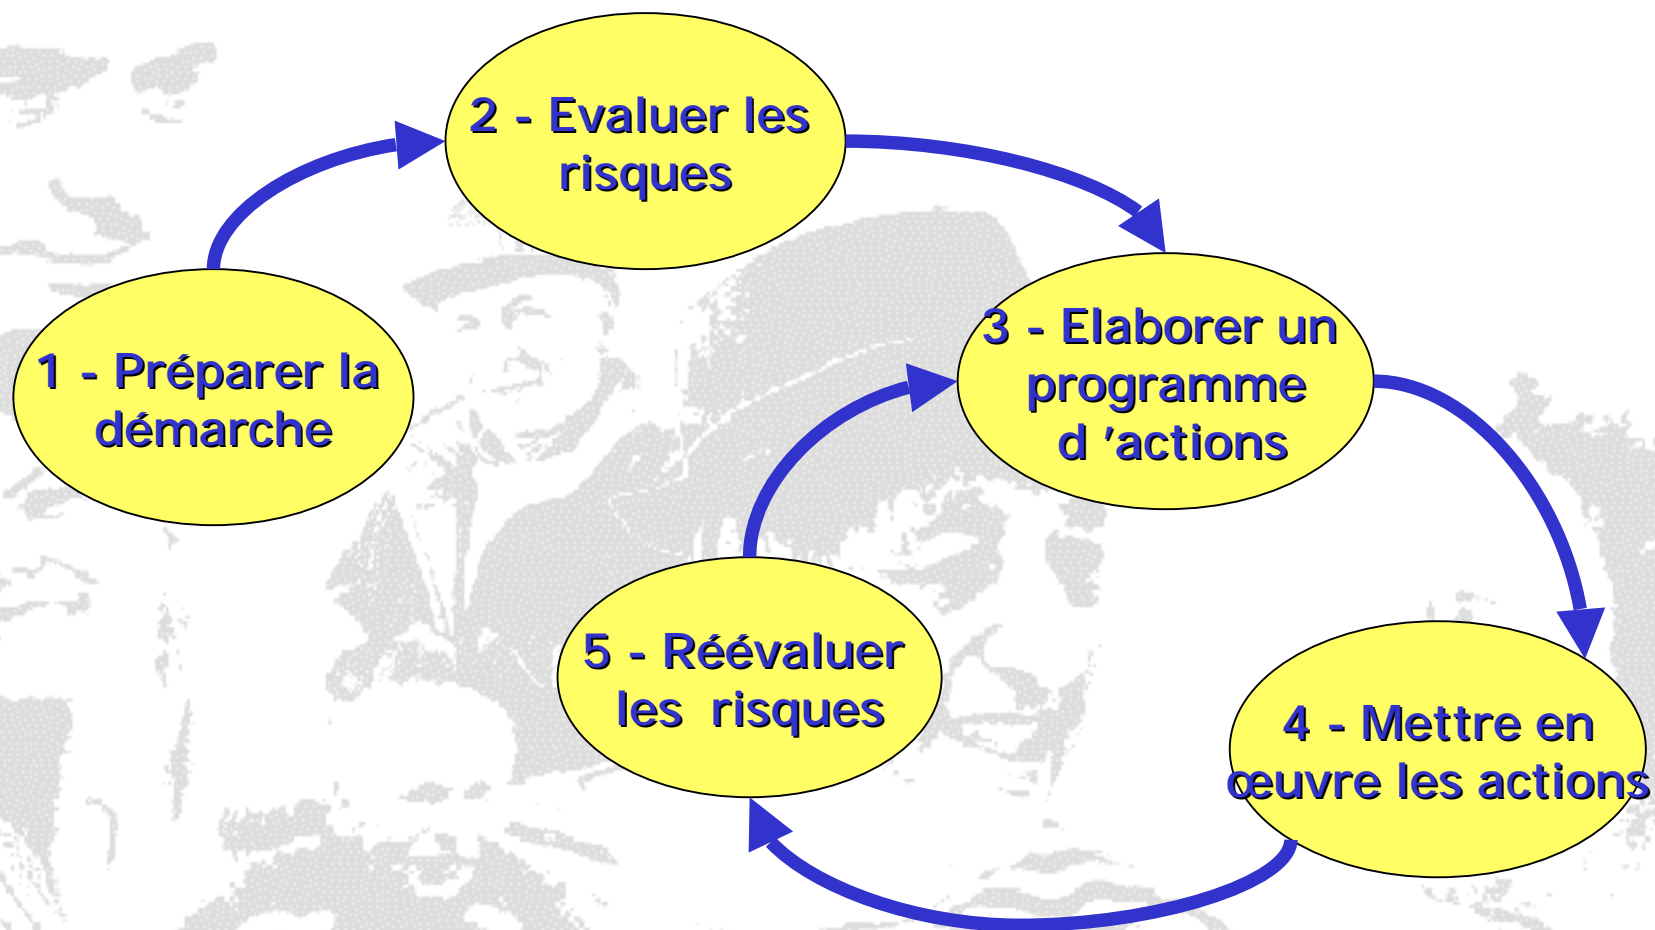 1 - Préparer la
démarche
2 - Evaluer les
risques
3 - Elaborer un
programme
d ’actions
4 - Mettre en
œuvre les actions
5 - Réévaluer
les  risques